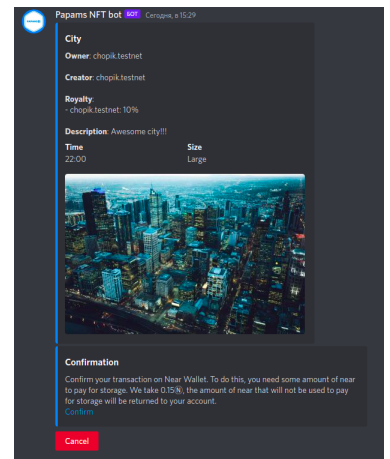 Papams NFT bot БОТ Сегодня, в 15:29
City
Owner: chopik.testnet
Creator: chopik.testnet
Royalty:
- chopik.testnet: 10%
Description: Awesome city!!!
Time Size
22:00 Large
Confirmation
Confirm your transaction on Near Wallet. To do this, you need some amount of near
to pay for storage. We take 0.15Ⓝ, the amount of near that will not be used to pay
for storage will be returned to your account.
Confirm
Cancel